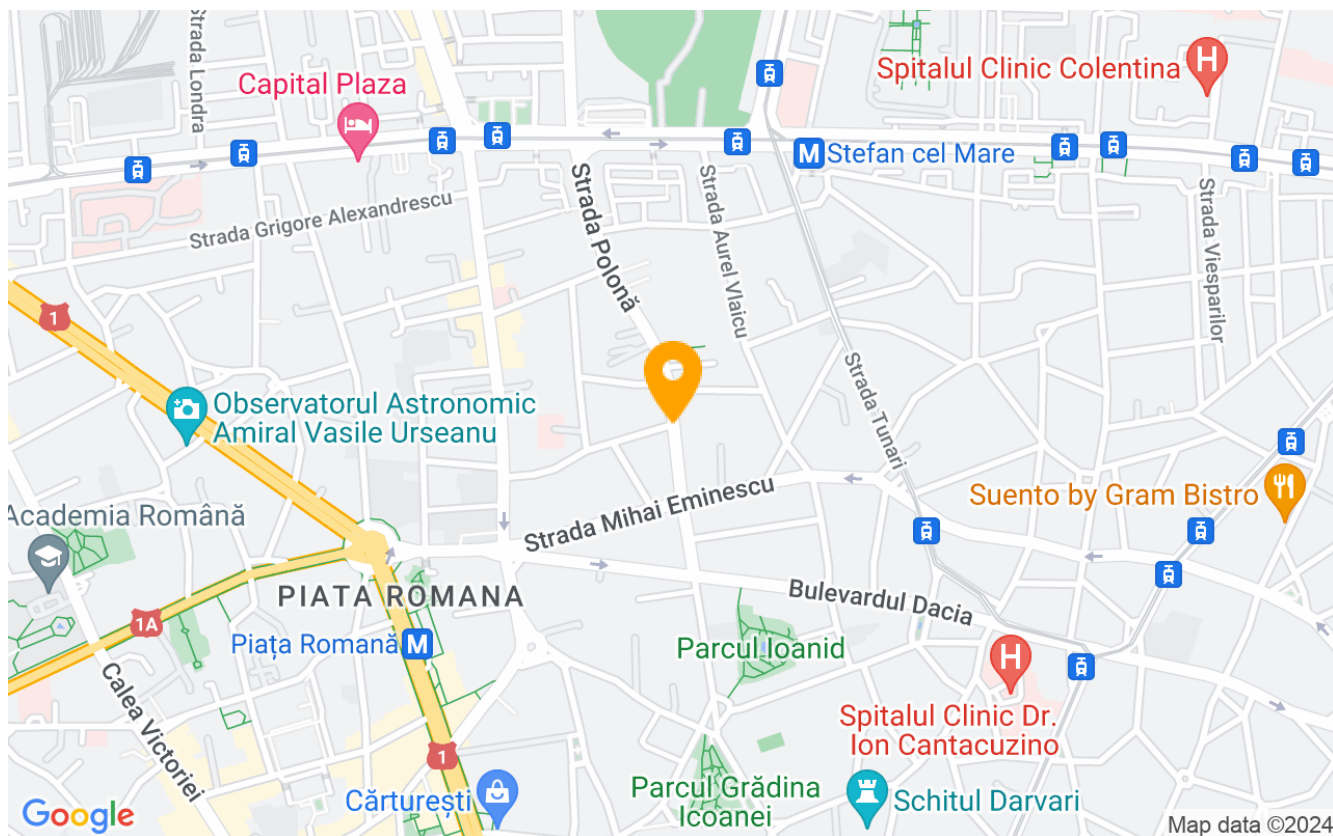 Strada Londra
Capital Plaza
Spitalul Clinic Colentina
H
M Stefan cel Mare
Strada Grigore Alexandrescu
Strada Polonă
Strada Aurel Vlaicu
Strada Viesparilor
1
Observatorul Astronomic
Amiral Vasile Urseanu
Strada Tunari
Suento by Gram Bistro
Academia Română
Strada Mihai Eminescu
PIATA ROMANA
1A
Bulevardul Dacia
Piața Romană M
Parcul Ioanid
H
Calea Victoriei
Spitalul Clinic Dr.
Ion Cantacuzino
1
Cărturești
Parcul Grădina
Icoanei
Schitul Darvari
Google
Map data ©2024